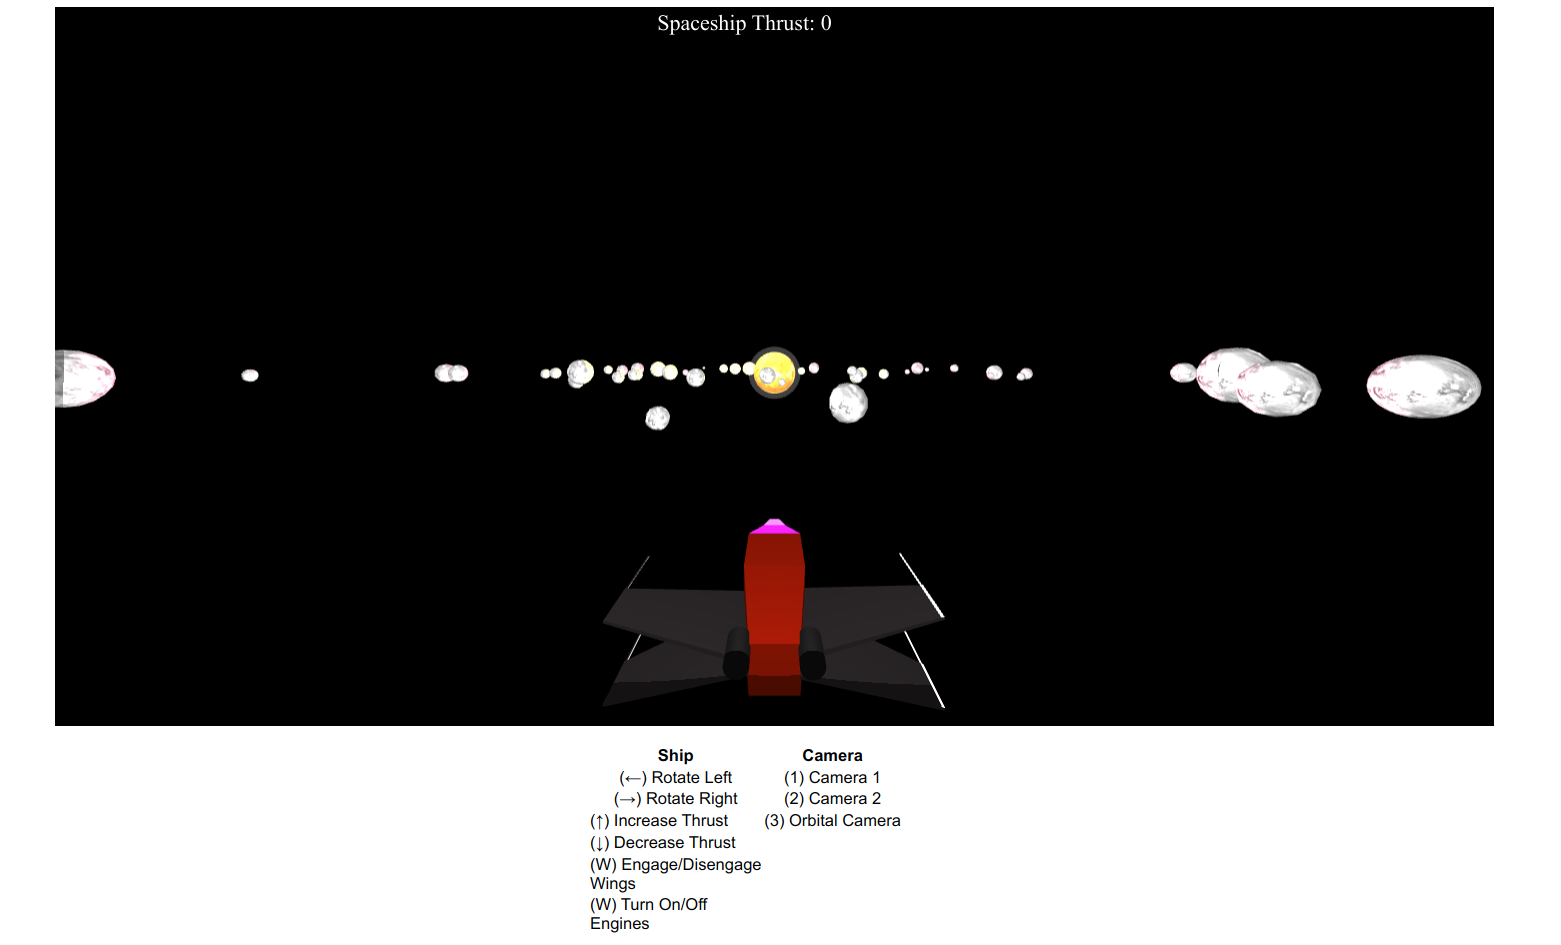 Spaceship Thrust: 0
Ship
Camera
(←) Rotate Left
(1) Camera 1
(→) Rotate Right
(2) Camera 2
(↑) Increase Thrust
(3) Orbital Camera
(↓) Decrease Thrust
(W) Engage/Disengage
Wings
(W) Turn On/Off
Engines